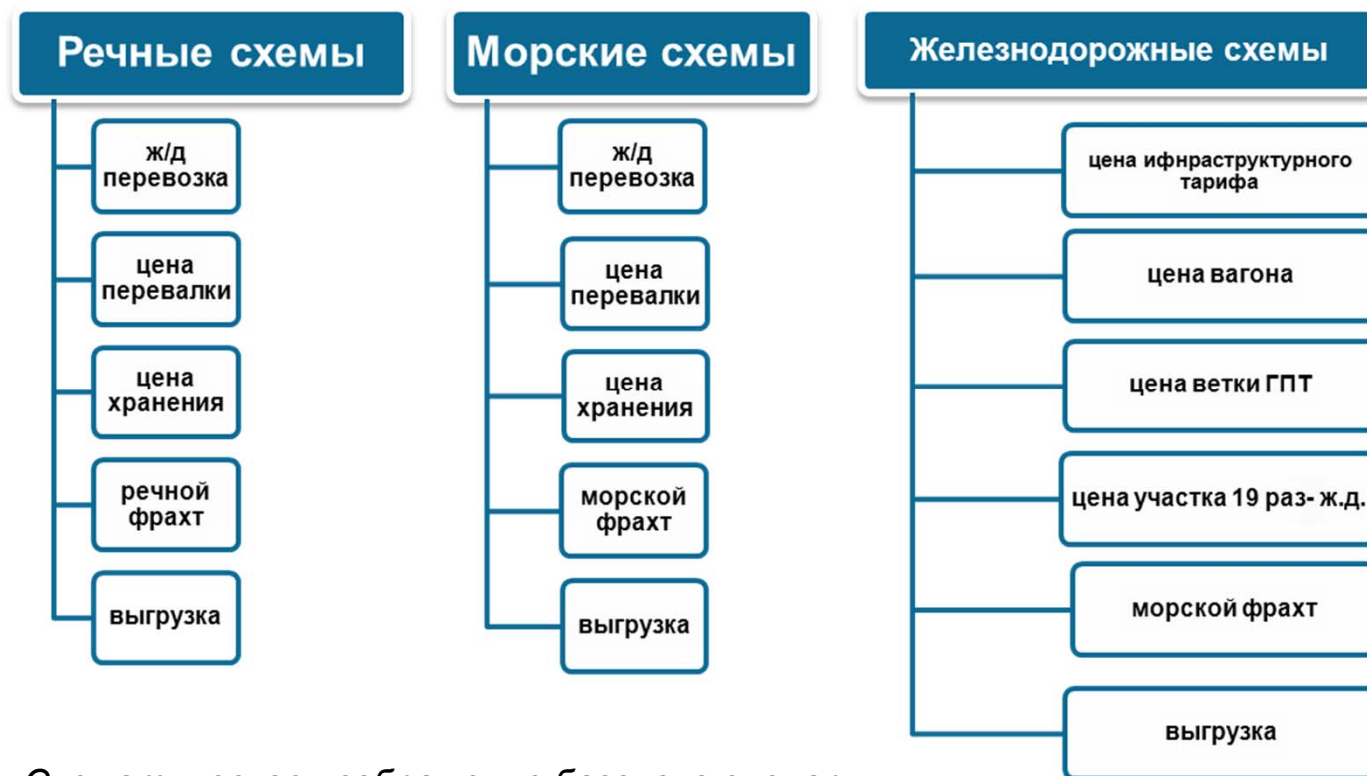 Речные схемы
ж/д
перевозка
цена
перевалки
цена
хранения
речной
фрахт
выгрузка
Морские схемы
ж/д
перевозка
цена
перевалки
цена
хранения
морской
фрахт
выгрузка
Железнодорожные схемы
цена ифнраструктурного
тарифа
цена вагона
цена ветки ГПТ
цена участка 19 раз- ж.д.
морской фрахт
выгрузка